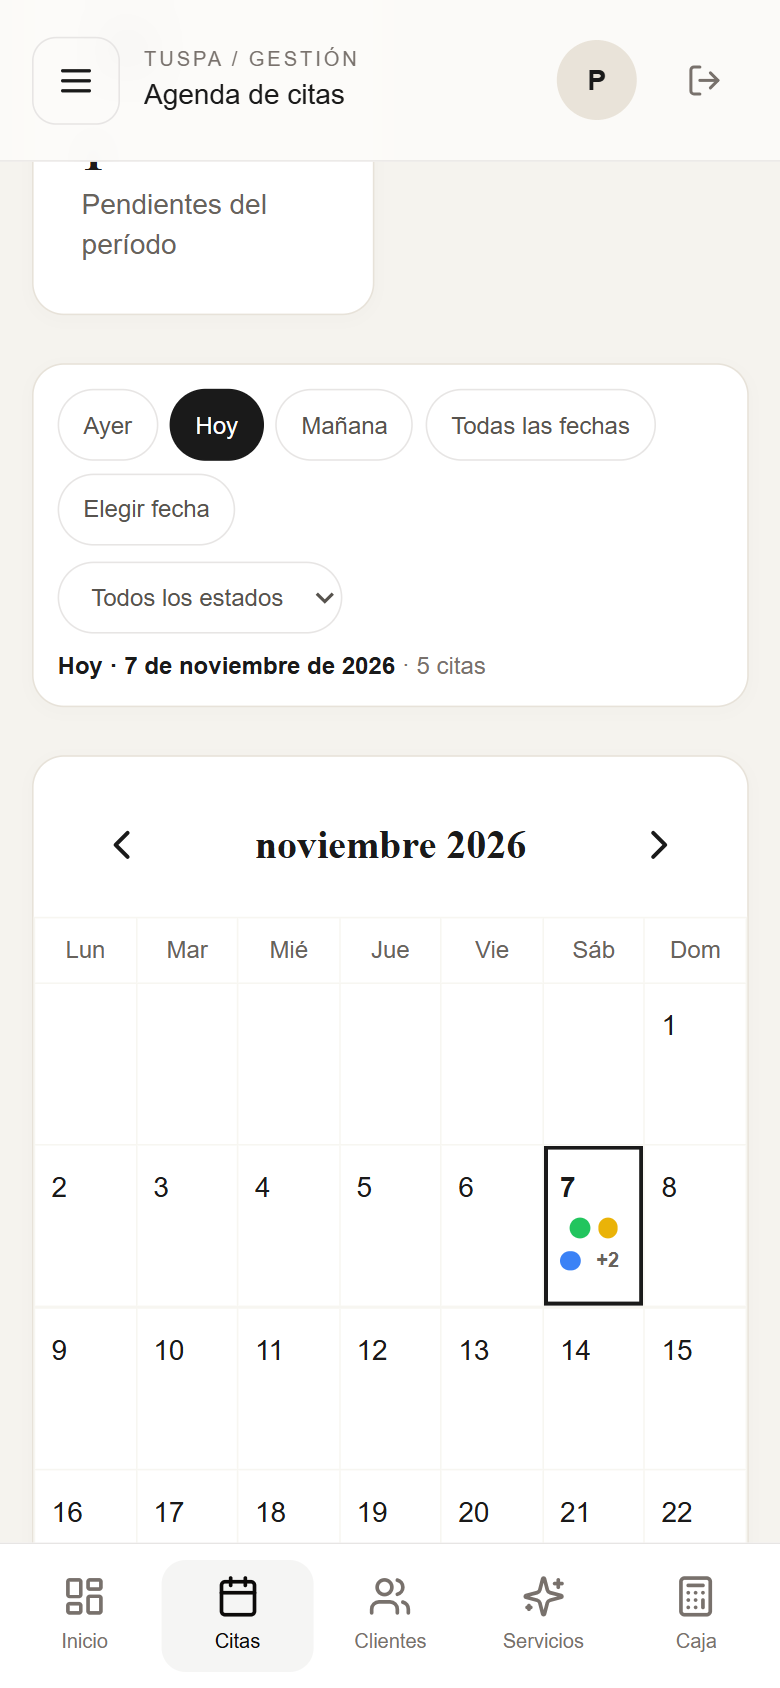 TUSPA / GESTIÓN
Agenda de citas
P
Pendientes del
período
Ayer Hoy Mañana Todas las fechas
Elegir fecha
Todos los estados
Hoy · 7 de noviembre de 2026 · 5 citas
noviembre 2026
Lun Mar Mié Jue Vie Sáb Dom
1
2 3 4 5 6 7 8
+2
9 10 11 12 13 14 15
16 17 18 19 20 21 22
Inicio Citas Clientes Servicios Caja